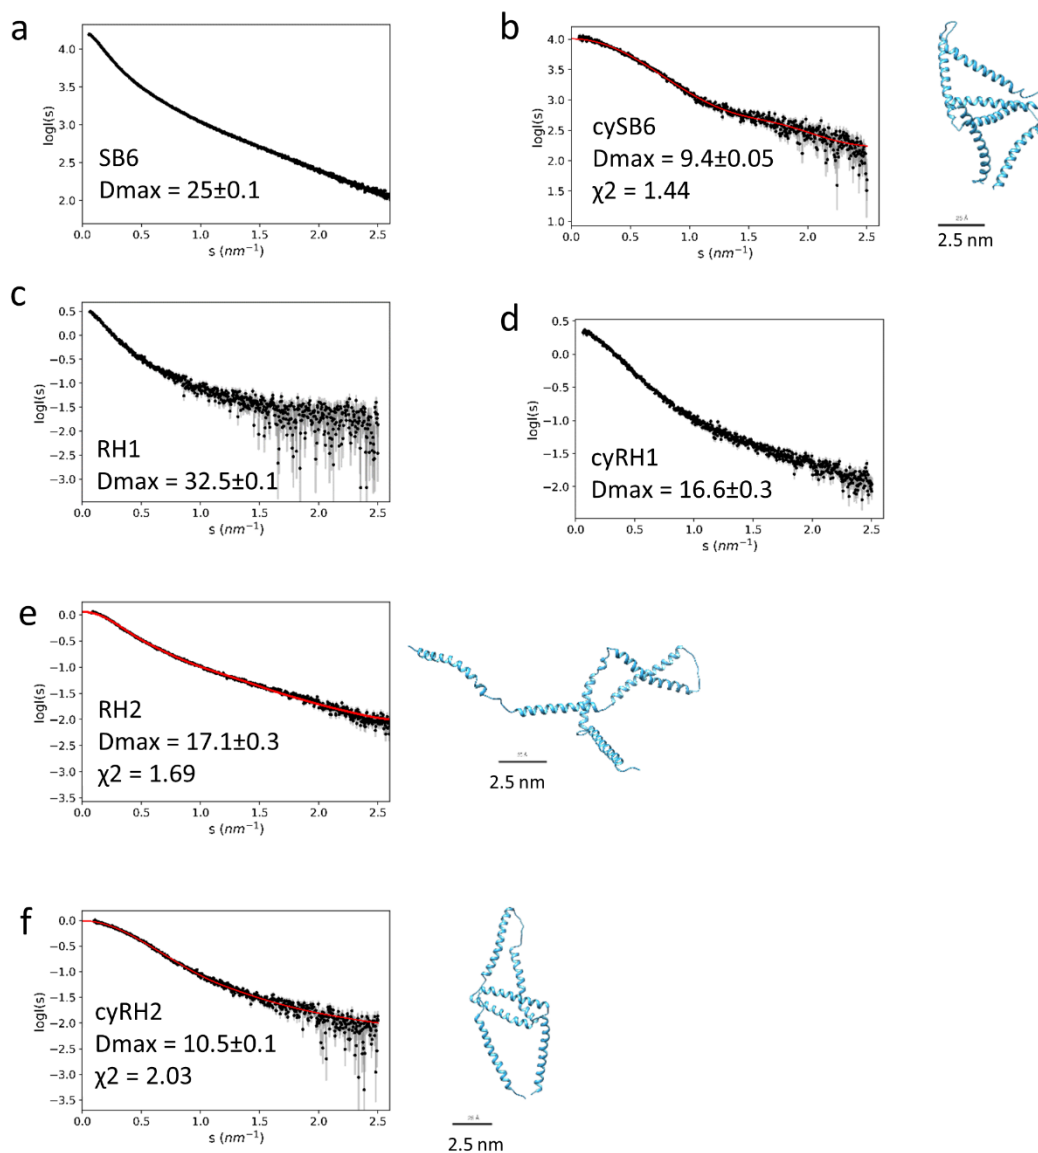 a
logI(s)
4.0
3.5
3.0
2.5
2.0
SB6
Dmax = 25±0.1
0.0 0.5 1.0 1.5 2.0 2.5
s (nm⁻¹)
b
logI(s)
4.0
3.5
3.0
2.5
2.0
1.5
1.0
cySB6
Dmax = 9.4±0.05
χ2 = 1.44
0.0 0.5 1.0 1.5 2.0 2.5
s (nm⁻¹)
25 Å
2.5 nm
c
logI(s)
0.5
0.0
−0.5
−1.0
−1.5
−2.0
−2.5
−3.0
RH1
Dmax = 32.5±0.1
0.0 0.5 1.0 1.5 2.0 2.5
s (nm⁻¹)
d
logI(s)
0.5
0.0
−0.5
−1.0
−1.5
−2.0
cyRH1
Dmax = 16.6±0.3
0.0 0.5 1.0 1.5 2.0 2.5
s (nm⁻¹)
e
logI(s)
0.0
−0.5
−1.0
−1.5
−2.0
−2.5
−3.0
−3.5
RH2
Dmax = 17.1±0.3
χ2 = 1.69
0.0 0.5 1.0 1.5 2.0 2.5
s (nm⁻¹)
2.5 nm
f
logI(s)
0.0
−0.5
−1.0
−1.5
−2.0
−2.5
−3.0
−3.5
cyRH2
Dmax = 10.5±0.1
χ2 = 2.03
0.0 0.5 1.0 1.5 2.0 2.5
s (nm⁻¹)
2.5 nm